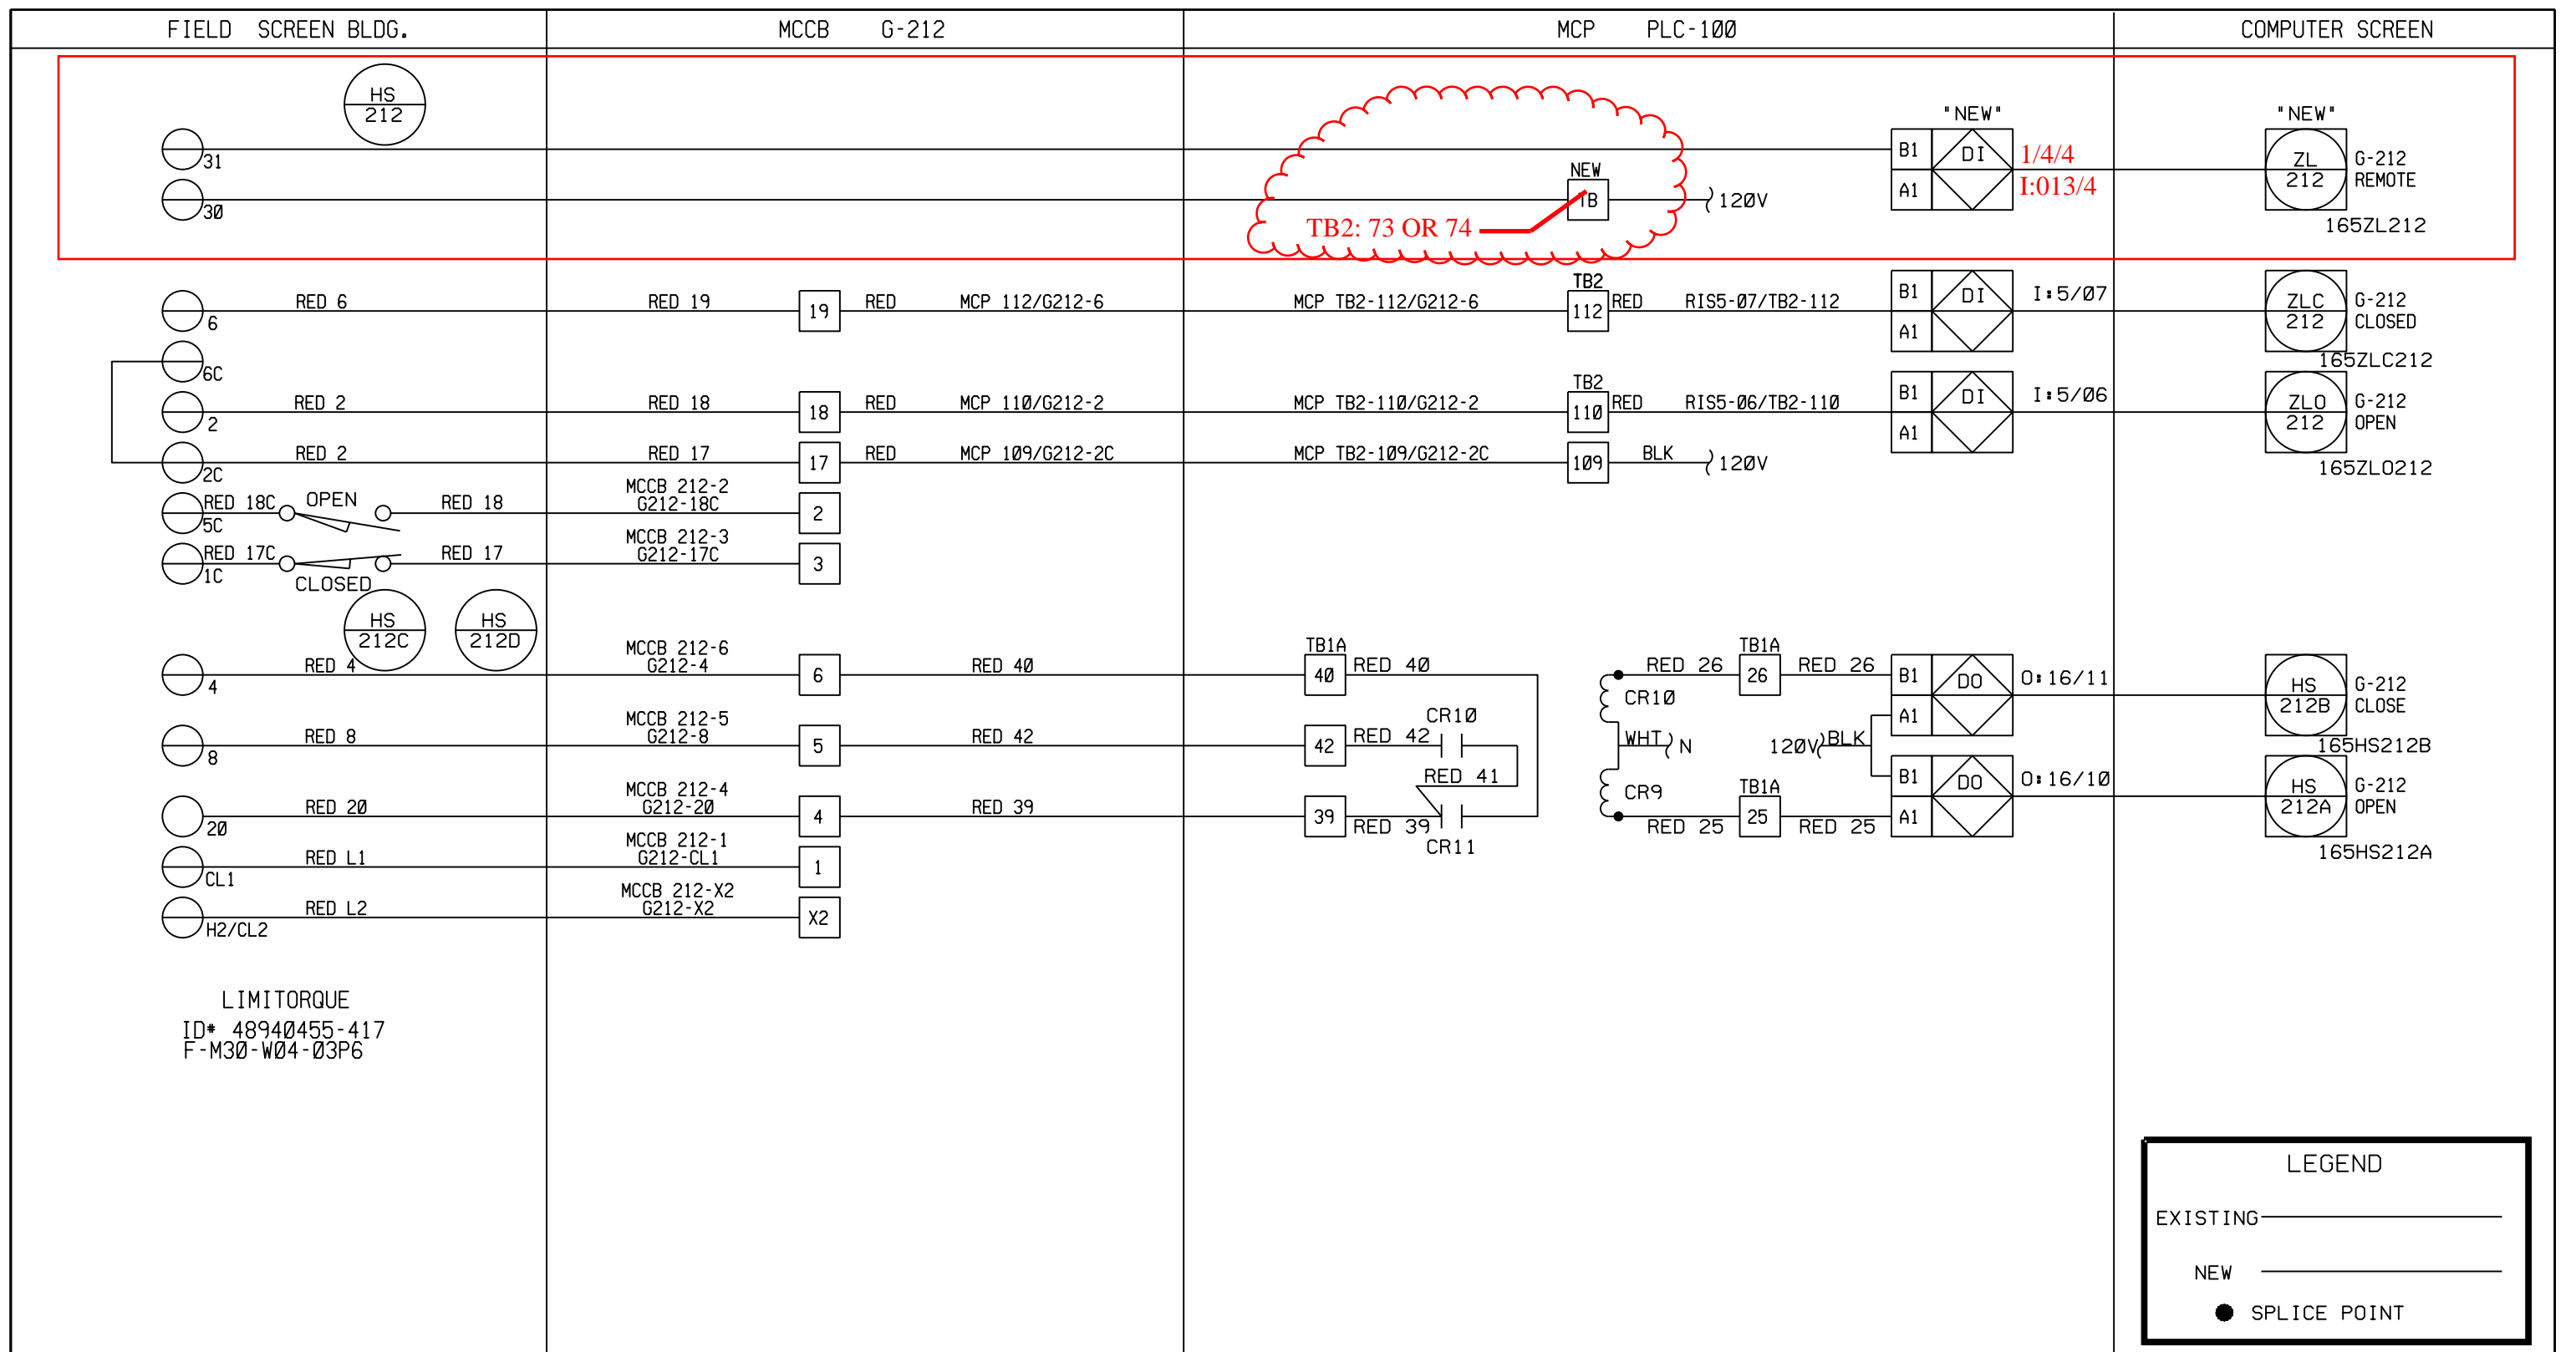 FIELD SCREEN BLDG.
MCCB G-212
MCP PLC-100
COMPUTER SCREEN
HS
212
31
30
NEW
TB
120V
TB2: 73 OR 74
"NEW"
B1
A1
DI
1/4/4
I:013/4
"NEW"
ZL
212
G-212
REMOTE
165ZL212
6
RED 6
RED 19
19
RED
MCP 112/G212-6
MCP TB2-112/G212-6
TB2
112
RED
RIS5-07/TB2-112
B1
A1
DI
I:5/07
ZLC
212
G-212
CLOSED
165ZLC212
6C
2
RED 2
RED 18
18
RED
MCP 110/G212-2
MCP TB2-110/G212-2
TB2
110
RED
RIS5-06/TB2-110
B1
A1
DI
I:5/06
ZLO
212
G-212
OPEN
165ZLO212
2C
RED 2
RED 17
17
RED
MCP 109/G212-2C
MCP TB2-109/G212-2C
109
BLK
120V
5C
RED 18C
OPEN
RED 18
MCCB 212-2
G212-18C
2
1C
RED 17C
CLOSED
RED 17
MCCB 212-3
G212-17C
3
HS
212C
HS
212D
4
RED 4
MCCB 212-6
G212-4
6
RED 40
TB1A
40
RED 40
CR10
RED 26
TB1A
26
RED 26
B1
A1
DO
O:16/11
HS
212B
G-212
CLOSE
165HS212B
8
RED 8
MCCB 212-5
G212-8
5
RED 42
42
RED 42
CR10
RED 41
WHT
N
120V
BLK
20
RED 20
MCCB 212-4
G212-20
4
RED 39
39
RED 39
CR11
CR9
RED 25
TB1A
25
RED 25
B1
A1
DO
O:16/10
HS
212A
G-212
OPEN
165HS212A
CL1
RED L1
MCCB 212-1
G212-CL1
1
H2/CL2
RED L2
MCCB 212-X2
G212-X2
X2
LIMITORQUE
ID# 48940455-417
F-M30-W04-03P6
LEGEND
EXISTING
NEW
SPLICE POINT